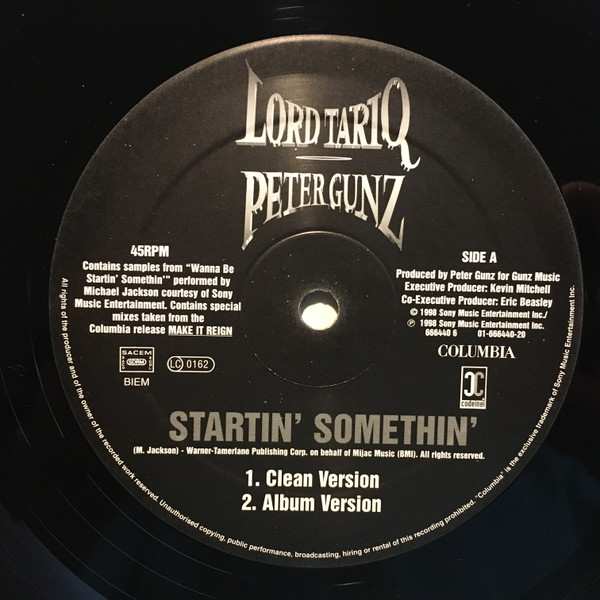 LORD TARIQ
PETER GUNZ
45RPM
Contains samples from "Wanna Be
Startin' Somethin'" performed by
Michael Jackson courtesy of Sony
Music Entertainment. Contains special
mixes taken from the
Columbia release MAKE IT REIGN
SACEM
SDRM
BIEM
LC 0162
SIDE A
Produced by Peter Gunz for Gunz Music
Executive Producer: Kevin Mitchell
Co-Executive Producer: Eric Beasley
© 1998 Sony Music Entertainment Inc./
℗ 1998 Sony Music Entertainment Inc.
666440 6 01-666440-20
COLUMBIA
codeine
STARTIN' SOMETHIN'
(M. Jackson) - Warner-Tamerlane Publishing Corp. on behalf of Mijac Music (BMI). All rights reserved.
1. Clean Version
2. Album Version
All rights of the producer and of the owner of the recorded work reserved. Unauthorised copying, public performance, broadcasting, hiring or rental of this recording prohibited. "Columbia" is the exclusive trademark of Sony Music Entertainment Inc.